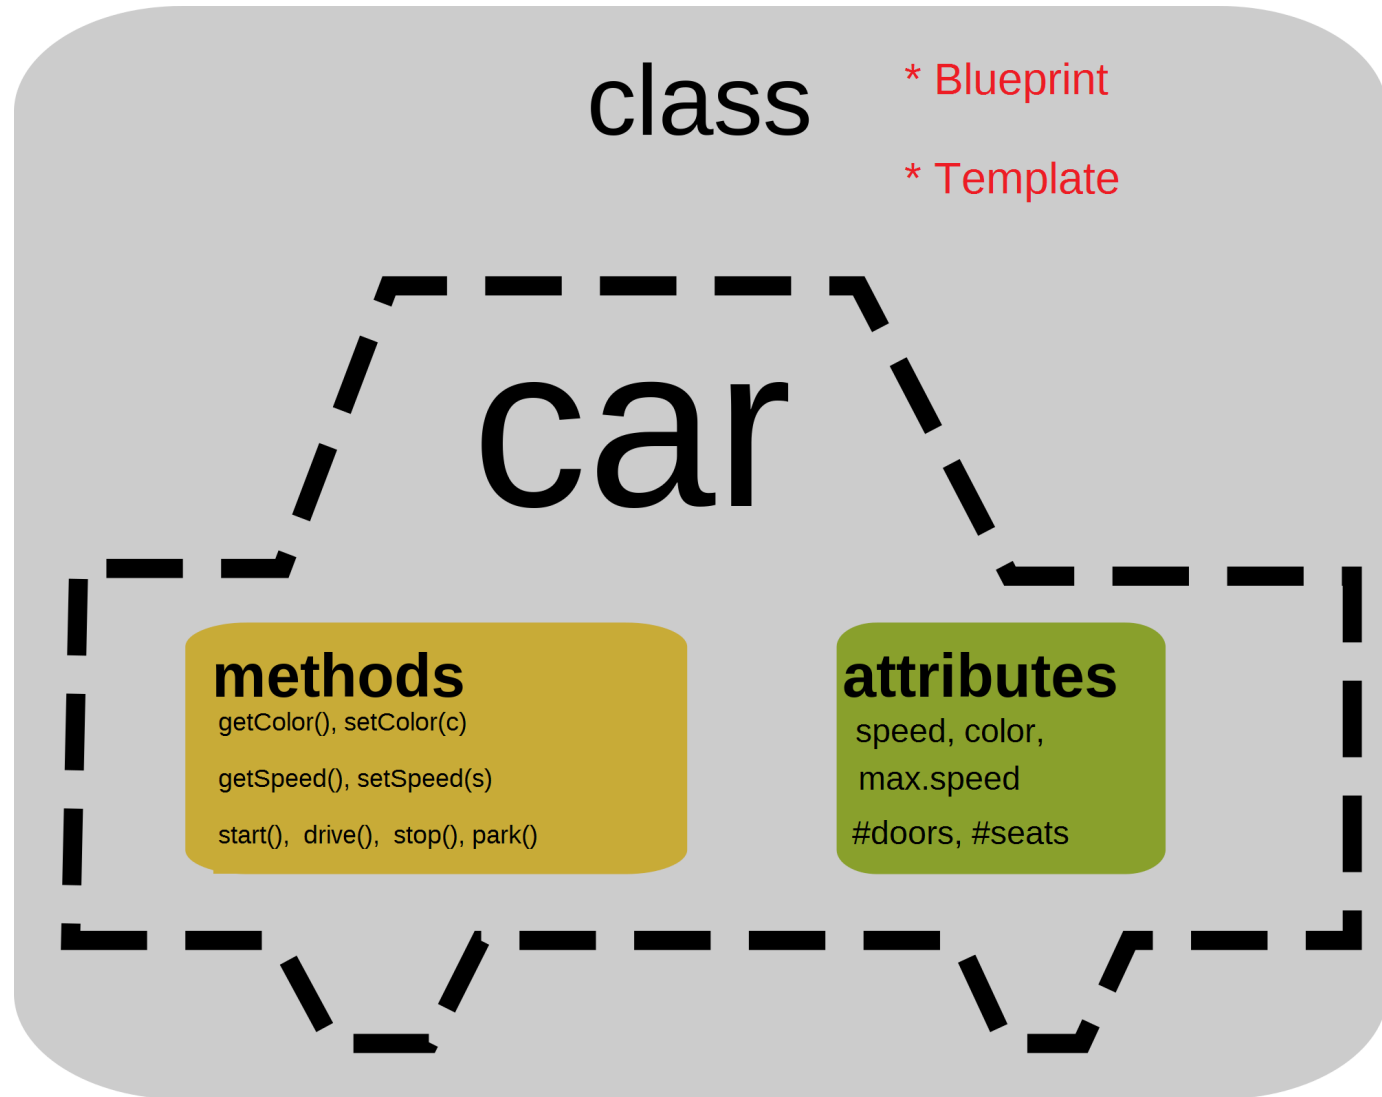 class
* Blueprint
* Template
car
methods
getColor(), setColor(c)
getSpeed(), setSpeed(s)
start(),  drive(),  stop(), park()
attributes
speed, color,
max.speed
#doors, #seats